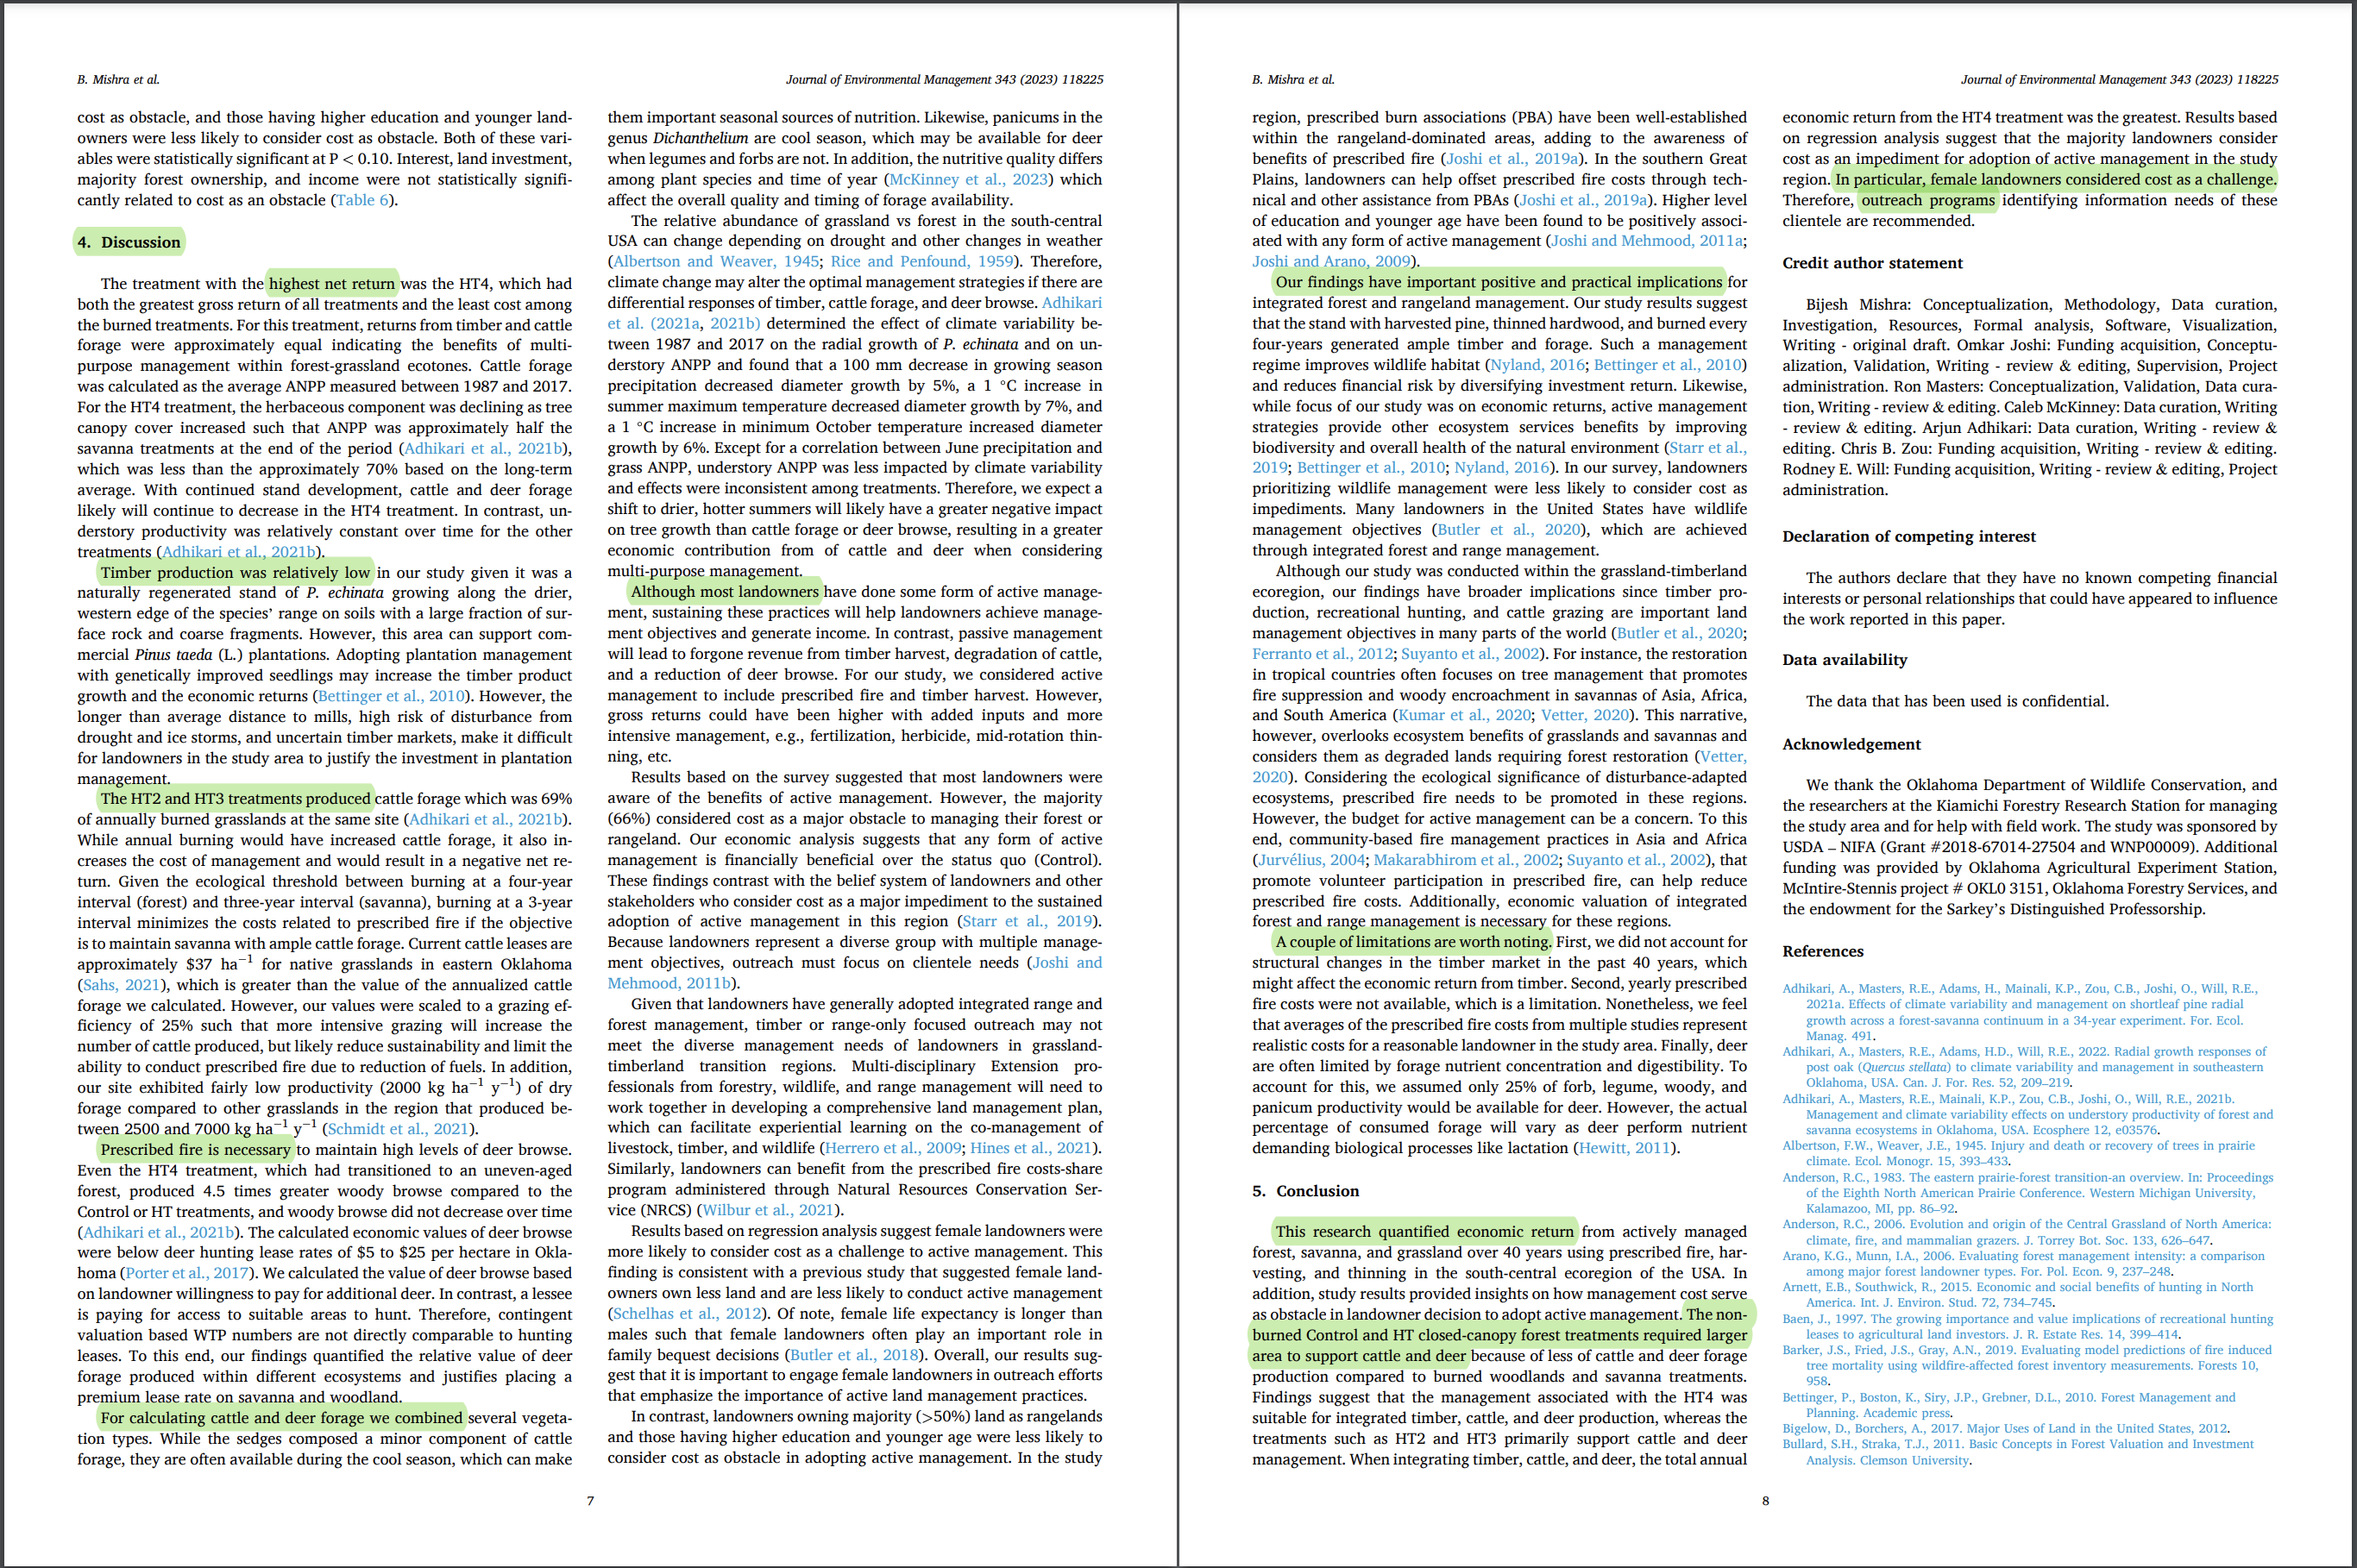 B. Mishra et al.
Journal of Environmental Management 343 (2023) 118225
cost as obstacle, and those having higher education and younger land-
owners were less likely to consider cost as obstacle. Both of these vari-
ables were statistically significant at P < 0.10. Interest, land investment,
majority forest ownership, and income were not statistically signifi-
cantly related to cost as an obstacle (Table 6).
4. Discussion
The treatment with the highest net return was the HT4, which had
both the greatest gross return of all treatments and the least cost among
the burned treatments. For this treatment, returns from timber and cattle
forage were approximately equal indicating the benefits of multi-
purpose management within forest-grassland ecotones. Cattle forage
was calculated as the average ANPP measured between 1987 and 2017.
For the HT4 treatment, the herbaceous component was declining as tree
canopy cover increased such that ANPP was approximately half the
savanna treatments at the end of the period (Adhikari et al., 2021b),
which was less than the approximately 70% based on the long-term
average. With continued stand development, cattle and deer forage
likely will continue to decrease in the HT4 treatment. In contrast, un-
derstory productivity was relatively constant over time for the other
treatments (Adhikari et al., 2021b).
Timber production was relatively low in our study given it was a
naturally regenerated stand of P. echinata growing along the drier,
western edge of the species' range on soils with a large fraction of sur-
face rock and coarse fragments. However, this area can support com-
mercial Pinus taeda (L.) plantations. Adopting plantation management
with genetically improved seedlings may increase the timber product
growth and the economic returns (Bettinger et al., 2010). However, the
longer than average distance to mills, high risk of disturbance from
drought and ice storms, and uncertain timber markets, make it difficult
for landowners in the study area to justify the investment in plantation
management.
The HT2 and HT3 treatments produced cattle forage which was 69%
of annually burned grasslands at the same site (Adhikari et al., 2021b).
While annual burning would have increased cattle forage, it also in-
creases the cost of management and would result in a negative net re-
turn. Given the ecological threshold between burning at a four-year
interval (forest) and three-year interval (savanna), burning at a 3-year
interval minimizes the costs related to prescribed fire if the objective
is to maintain savanna with ample cattle forage. Current cattle leases are
approximately $37 ha⁻¹ for native grasslands in eastern Oklahoma
(Sahs, 2021), which is greater than the value of the annualized cattle
forage we calculated. However, our values were scaled to a grazing ef-
ficiency of 25% such that more intensive grazing will increase the
number of cattle produced, but likely reduce sustainability and limit the
ability to conduct prescribed fire due to reduction of fuels. In addition,
our site exhibited fairly low productivity (2000 kg ha⁻¹ y⁻¹) of dry
forage compared to other grasslands in the region that produced be-
tween 2500 and 7000 kg ha⁻¹ y⁻¹ (Schmidt et al., 2021).
Prescribed fire is necessary to maintain high levels of deer browse.
Even the HT4 treatment, which had transitioned to an uneven-aged
forest, produced 4.5 times greater woody browse compared to the
Control or HT treatments, and woody browse did not decrease over time
(Adhikari et al., 2021b). The calculated economic values of deer browse
were below deer hunting lease rates of $5 to $25 per hectare in Okla-
homa (Porter et al., 2017). We calculated the value of deer browse based
on landowner willingness to pay for additional deer. In contrast, a lessee
is paying for access to suitable areas to hunt. Therefore, contingent
valuation based WTP numbers are not directly comparable to hunting
leases. To this end, our findings quantified the relative value of deer
forage produced within different ecosystems and justifies placing a
premium lease rate on savanna and woodland.
For calculating cattle and deer forage we combined several vegeta-
tion types. While the sedges composed a minor component of cattle
forage, they are often available during the cool season, which can make
them important seasonal sources of nutrition. Likewise, panicums in the
genus Dichanthelium are cool season, which may be available for deer
when legumes and forbs are not. In addition, the nutritive quality differs
among plant species and time of year (McKinney et al., 2023) which
affect the overall quality and timing of forage availability.
The relative abundance of grassland vs forest in the south-central
USA can change depending on drought and other changes in weather
(Albertson and Weaver, 1945; Rice and Penfound, 1959). Therefore,
climate change may alter the optimal management strategies if there are
differential responses of timber, cattle forage, and deer browse. Adhikari
et al. (2021a, 2021b) determined the effect of climate variability be-
tween 1987 and 2017 on the radial growth of P. echinata and on un-
derstory ANPP and found that a 100 mm decrease in growing season
precipitation decreased diameter growth by 5%, a 1 °C increase in
summer maximum temperature decreased diameter growth by 7%, and
a 1 °C increase in minimum October temperature increased diameter
growth by 6%. Except for a correlation between June precipitation and
grass ANPP, understory ANPP was less impacted by climate variability
and effects were inconsistent among treatments. Therefore, we expect a
shift to drier, hotter summers will likely have a greater negative impact
on tree growth than cattle forage or deer browse, resulting in a greater
economic contribution from of cattle and deer when considering
multi-purpose management.
Although most landowners have done some form of active manage-
ment, sustaining these practices will help landowners achieve manage-
ment objectives and generate income. In contrast, passive management
will lead to forgone revenue from timber harvest, degradation of cattle,
and a reduction of deer browse. For our study, we considered active
management to include prescribed fire and timber harvest. However,
gross returns could have been higher with added inputs and more
intensive management, e.g., fertilization, herbicide, mid-rotation thin-
ning, etc.
Results based on the survey suggested that most landowners were
aware of the benefits of active management. However, the majority
(66%) considered cost as a major obstacle to managing their forest or
rangeland. Our economic analysis suggests that any form of active
management is financially beneficial over the status quo (Control).
These findings contrast with the belief system of landowners and other
stakeholders who consider cost as a major impediment to the sustained
adoption of active management in this region (Starr et al., 2019).
Because landowners represent a diverse group with multiple manage-
ment objectives, outreach must focus on clientele needs (Joshi and
Mehmood, 2011b).
Given that landowners have generally adopted integrated range and
forest management, timber or range-only focused outreach may not
meet the diverse management needs of landowners in grassland-
timberland transition regions. Multi-disciplinary Extension pro-
fessionals from forestry, wildlife, and range management will need to
work together in developing a comprehensive land management plan,
which can facilitate experiential learning on the co-management of
livestock, timber, and wildlife (Herrero et al., 2009; Hines et al., 2021).
Similarly, landowners can benefit from the prescribed fire costs-share
program administered through Natural Resources Conservation Ser-
vice (NRCS) (Wilbur et al., 2021).
Results based on regression analysis suggest female landowners were
more likely to consider cost as a challenge to active management. This
finding is consistent with a previous study that suggested female land-
owners own less land and are less likely to conduct active management
(Schelhas et al., 2012). Of note, female life expectancy is longer than
males such that female landowners often play an important role in
family bequest decisions (Butler et al., 2018). Overall, our results sug-
gest that it is important to engage female landowners in outreach efforts
that emphasize the importance of active land management practices.
In contrast, landowners owning majority (>50%) land as rangelands
and those having higher education and younger age were less likely to
consider cost as obstacle in adopting active management. In the study
7
B. Mishra et al.
Journal of Environmental Management 343 (2023) 118225
region, prescribed burn associations (PBA) have been well-established
within the rangeland-dominated areas, adding to the awareness of
benefits of prescribed fire (Joshi et al., 2019a). In the southern Great
Plains, landowners can help offset prescribed fire costs through tech-
nical and other assistance from PBAs (Joshi et al., 2019a). Higher level
of education and younger age have been found to be positively associ-
ated with any form of active management (Joshi and Mehmood, 2011a;
Joshi and Arano, 2009).
Our findings have important positive and practical implications for
integrated forest and rangeland management. Our study results suggest
that the stand with harvested pine, thinned hardwood, and burned every
four-years generated ample timber and forage. Such a management
regime improves wildlife habitat (Nyland, 2016; Bettinger et al., 2010)
and reduces financial risk by diversifying investment return. Likewise,
while focus of our study was on economic returns, active management
strategies provide other ecosystem services benefits by improving
biodiversity and overall health of the natural environment (Starr et al.,
2019; Bettinger et al., 2010; Nyland, 2016). In our survey, landowners
prioritizing wildlife management were less likely to consider cost as
impediments. Many landowners in the United States have wildlife
management objectives (Butler et al., 2020), which are achieved
through integrated forest and range management.
Although our study was conducted within the grassland-timberland
ecoregion, our findings have broader implications since timber pro-
duction, recreational hunting, and cattle grazing are important land
management objectives in many parts of the world (Butler et al., 2020;
Ferranto et al., 2012; Suyanto et al., 2002). For instance, the restoration
in tropical countries often focuses on tree management that promotes
fire suppression and woody encroachment in savannas of Asia, Africa,
and South America (Kumar et al., 2020; Vetter, 2020). This narrative,
however, overlooks ecosystem benefits of grasslands and savannas and
considers them as degraded lands requiring forest restoration (Vetter,
2020). Considering the ecological significance of disturbance-adapted
ecosystems, prescribed fire needs to be promoted in these regions.
However, the budget for active management can be a concern. To this
end, community-based fire management practices in Asia and Africa
(Jurvélius, 2004; Makarabhirom et al., 2002; Suyanto et al., 2002), that
promote volunteer participation in prescribed fire, can help reduce
prescribed fire costs. Additionally, economic valuation of integrated
forest and range management is necessary for these regions.
A couple of limitations are worth noting. First, we did not account for
structural changes in the timber market in the past 40 years, which
might affect the economic return from timber. Second, yearly prescribed
fire costs were not available, which is a limitation. Nonetheless, we feel
that averages of the prescribed fire costs from multiple studies represent
realistic costs for a reasonable landowner in the study area. Finally, deer
are often limited by forage nutrient concentration and digestibility. To
account for this, we assumed only 25% of forb, legume, woody, and
panicum productivity would be available for deer. However, the actual
percentage of consumed forage will vary as deer perform nutrient
demanding biological processes like lactation (Hewitt, 2011).
5. Conclusion
This research quantified economic return from actively managed
forest, savanna, and grassland over 40 years using prescribed fire, har-
vesting, and thinning in the south-central ecoregion of the USA. In
addition, study results provided insights on how management cost serve
as obstacle in landowner decision to adopt active management. The non-
burned Control and HT closed-canopy forest treatments required larger
area to support cattle and deer because of less of cattle and deer forage
production compared to burned woodlands and savanna treatments.
Findings suggest that the management associated with the HT4 was
suitable for integrated timber, cattle, and deer production, whereas the
treatments such as HT2 and HT3 primarily support cattle and deer
management. When integrating timber, cattle, and deer, the total annual
economic return from the HT4 treatment was the greatest. Results based
on regression analysis suggest that the majority landowners consider
cost as an impediment for adoption of active management in the study
region. In particular, female landowners considered cost as a challenge.
Therefore, outreach programs identifying information needs of these
clientele are recommended.
Credit author statement
Bijesh Mishra: Conceptualization, Methodology, Data curation,
Investigation, Resources, Formal analysis, Software, Visualization,
Writing - original draft. Omkar Joshi: Funding acquisition, Conceptu-
alization, Validation, Writing - review & editing, Supervision, Project
administration. Ron Masters: Conceptualization, Validation, Data cura-
tion, Writing - review & editing. Caleb McKinney: Data curation, Writing
- review & editing. Arjun Adhikari: Data curation, Writing - review &
editing. Chris B. Zou: Funding acquisition, Writing - review & editing.
Rodney E. Will: Funding acquisition, Writing - review & editing, Project
administration.
Declaration of competing interest
The authors declare that they have no known competing financial
interests or personal relationships that could have appeared to influence
the work reported in this paper.
Data availability
The data that has been used is confidential.
Acknowledgement
We thank the Oklahoma Department of Wildlife Conservation, and
the researchers at the Kiamichi Forestry Research Station for managing
the study area and for help with field work. The study was sponsored by
USDA – NIFA (Grant #2018-67014-27504 and WNP00009). Additional
funding was provided by Oklahoma Agricultural Experiment Station,
McIntire-Stennis project # OKL0 3151, Oklahoma Forestry Services, and
the endowment for the Sarkey's Distinguished Professorship.
References
Adhikari, A., Masters, R.E., Adams, H., Mainali, K.P., Zou, C.B., Joshi, O., Will, R.E.,
2021a. Effects of climate variability and management on shortleaf pine radial
growth across a forest-savanna continuum in a 34-year experiment. For. Ecol.
Manag. 491.
Adhikari, A., Masters, R.E., Adams, H.D., Will, R.E., 2022. Radial growth responses of
post oak (Quercus stellata) to climate variability and management in southeastern
Oklahoma, USA. Can. J. For. Res. 52, 209–219.
Adhikari, A., Masters, R.E., Mainali, K.P., Zou, C.B., Joshi, O., Will, R.E., 2021b.
Management and climate variability effects on understory productivity of forest and
savanna ecosystems in Oklahoma, USA. Ecosphere 12, e03576.
Albertson, F.W., Weaver, J.E., 1945. Injury and death or recovery of trees in prairie
climate. Ecol. Monogr. 15, 393–433.
Anderson, R.C., 1983. The eastern prairie-forest transition-an overview. In: Proceedings
of the Eighth North American Prairie Conference. Western Michigan University,
Kalamazoo, MI, pp. 86–92.
Anderson, R.C., 2006. Evolution and origin of the Central Grassland of North America:
climate, fire, and mammalian grazers. J. Torrey Bot. Soc. 133, 626–647.
Arano, K.G., Munn, I.A., 2006. Evaluating forest management intensity: a comparison
among major forest landowner types. For. Pol. Econ. 9, 237–248.
Arnett, E.B., Southwick, R., 2015. Economic and social benefits of hunting in North
America. Int. J. Environ. Stud. 72, 734–745.
Baen, J., 1997. The growing importance and value implications of recreational hunting
leases to agricultural land investors. J. R. Estate Res. 14, 399–414.
Barker, J.S., Fried, J.S., Gray, A.N., 2019. Evaluating model predictions of fire induced
tree mortality using wildfire-affected forest inventory measurements. Forests 10,
958.
Bettinger, P., Boston, K., Siry, J.P., Grebner, D.L., 2010. Forest Management and
Planning. Academic press.
Bigelow, D., Borchers, A., 2017. Major Uses of Land in the United States, 2012.
Bullard, S.H., Straka, T.J., 2011. Basic Concepts in Forest Valuation and Investment
Analysis. Clemson University.
8